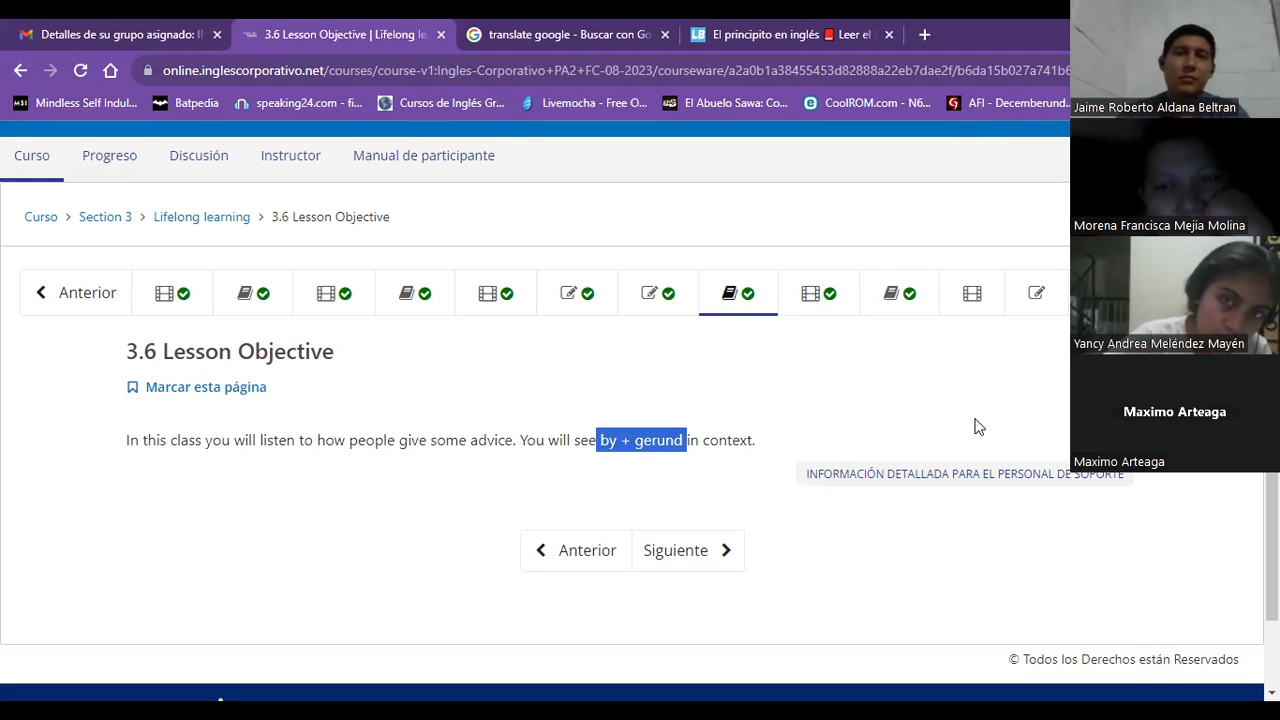 Detalles de su grupo asignado: I
3.6 Lesson Objective | Lifelong le
translate google - Buscar con Go
El principito en inglés Leer el
online.inglescorporativo.net/courses/course-v1:Ingles-Corporativo+PA2+FC-08-2023/courseware/a2a0b1a38455453d82888a22eb7dae2f/b6da15b027a741b6
Mindless Self Indul...
Batpedia
speaking24.com - fi...
Cursos de Inglés Gr...
Livemocha - Free O...
El Abuelo Sawa: Co...
CoolROM.com - N6...
AFI - Decemberund...
Curso
Progreso
Discusión
Instructor
Manual de participante
Curso > Section 3 > Lifelong learning > 3.6 Lesson Objective
Anterior
3.6 Lesson Objective
Marcar esta página
In this class you will listen to how people give some advice. You will see by + gerund in context.
INFORMACIÓN DETALLADA PARA EL PERSONAL DE SOPORTE
Anterior
Siguiente
© Todos los Derechos están Reservados
Jaime Roberto Aldana Beltran
Morena Francisca Mejia Molina
Yancy Andrea Meléndez Mayén
Maximo Arteaga
Maximo Arteaga